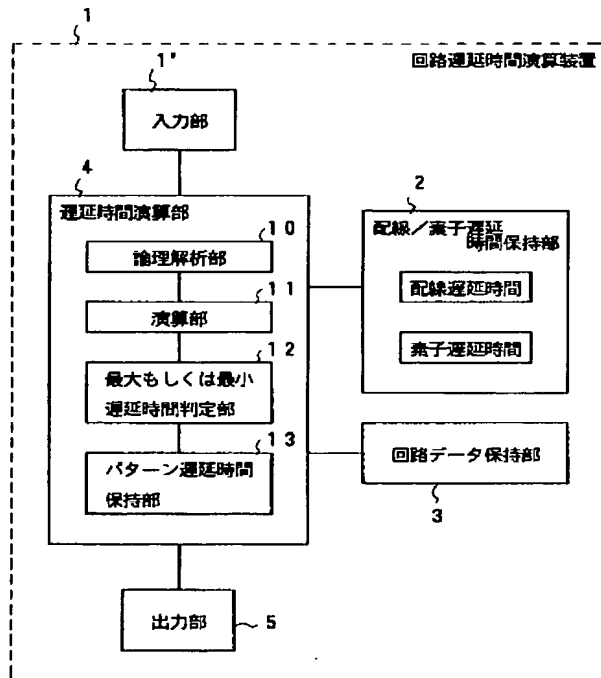 1
回路遅延時間演算装置
1'
入力部
4
遅延時間演算部
10
論理解析部
11
演算部
12
最大もしくは最小
遅延時間判定部
13
パターン遅延時間
保持部
2
配線／素子遅延
時間保持部
配線遅延時間
素子遅延時間
回路データ保持部
3
出力部
5